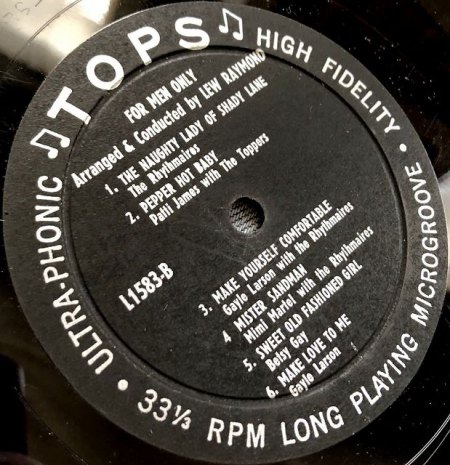 ♫ TOPS ♫
HIGH FIDELITY • ULTRA-PHONIC • 33⅓ RPM LONG PLAYING MICROGROOVE •
FOR MEN ONLY
Arranged & Conducted by LEW RAYMOND
1. THE NAUGHTY LADY OF SHADY LANE
The Rhythmaires
2. PEPPER HOT BABY
Patti James with The Toppers
L1583-B
3. MAKE YOURSELF COMFORTABLE
Gayle Larson with the Rhythmaires
4 MISTER SANDMAN
Mimi Martel with the Rhythmaires
5. SWEET OLD FASHIONED GIRL
Betsy Gay
6. MAKE LOVE TO ME
Gayle Larson